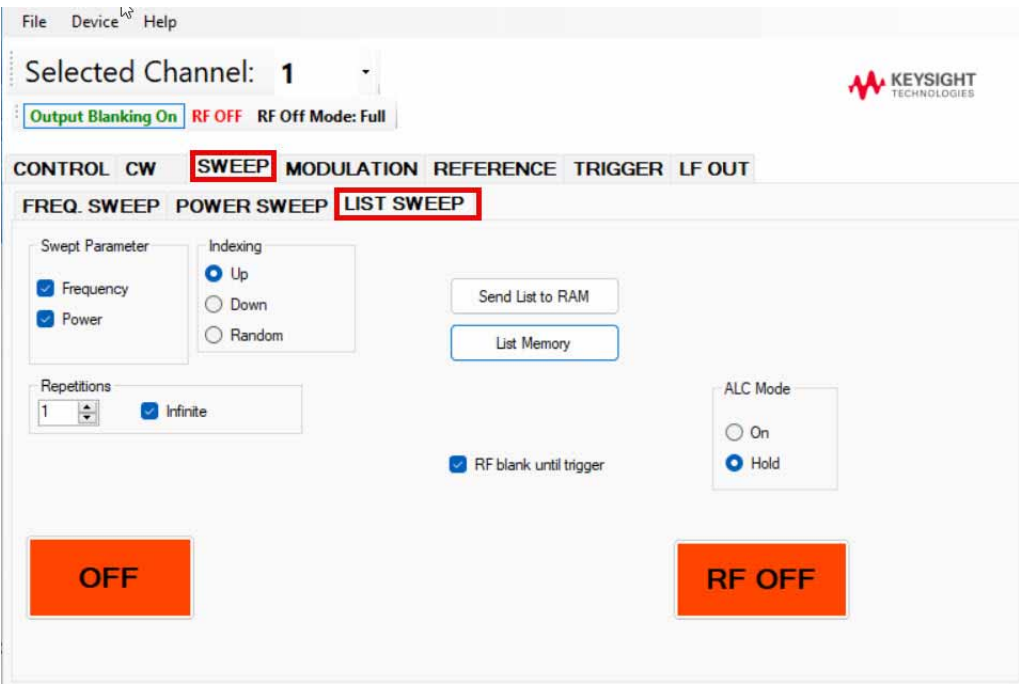 File Device Help
Selected Channel: 1
KEYSIGHT
TECHNOLOGIES
Output Blanking On RF OFF RF Off Mode: Full
CONTROL CW SWEEP MODULATION REFERENCE TRIGGER LF OUT
FREQ. SWEEP POWER SWEEP LIST SWEEP
Swept Parameter
Frequency
Power
Indexing
Up
Down
Random
Send List to RAM
List Memory
Repetitions
1 Infinite
RF blank until trigger
ALC Mode
On
Hold
OFF
RF OFF